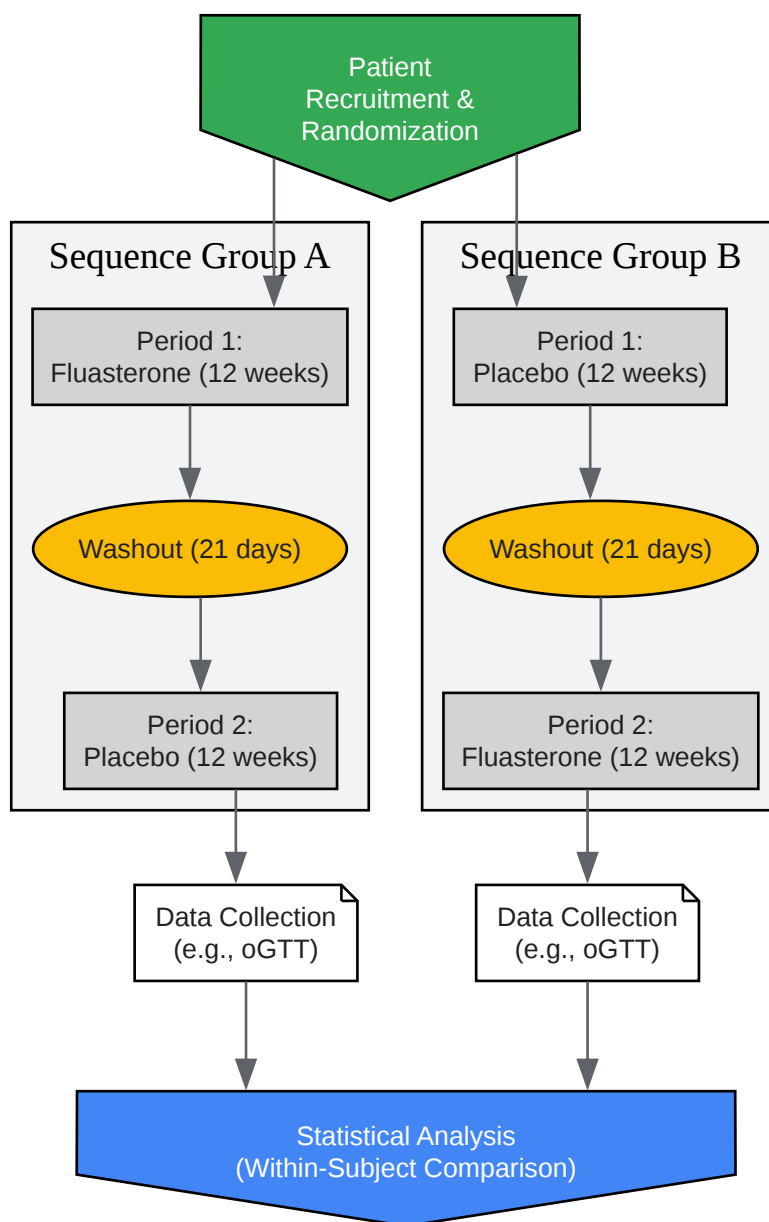 Patient
Recruitment &
Randomization
Sequence Group A
Period 1:
Fluasterone (12 weeks)
Washout (21 days)
Period 2:
Placebo (12 weeks)
Data Collection
(e.g., oGTT)
Sequence Group B
Period 1:
Placebo (12 weeks)
Washout (21 days)
Period 2:
Fluasterone (12 weeks)
Data Collection
(e.g., oGTT)
Statistical Analysis
(Within-Subject Comparison)